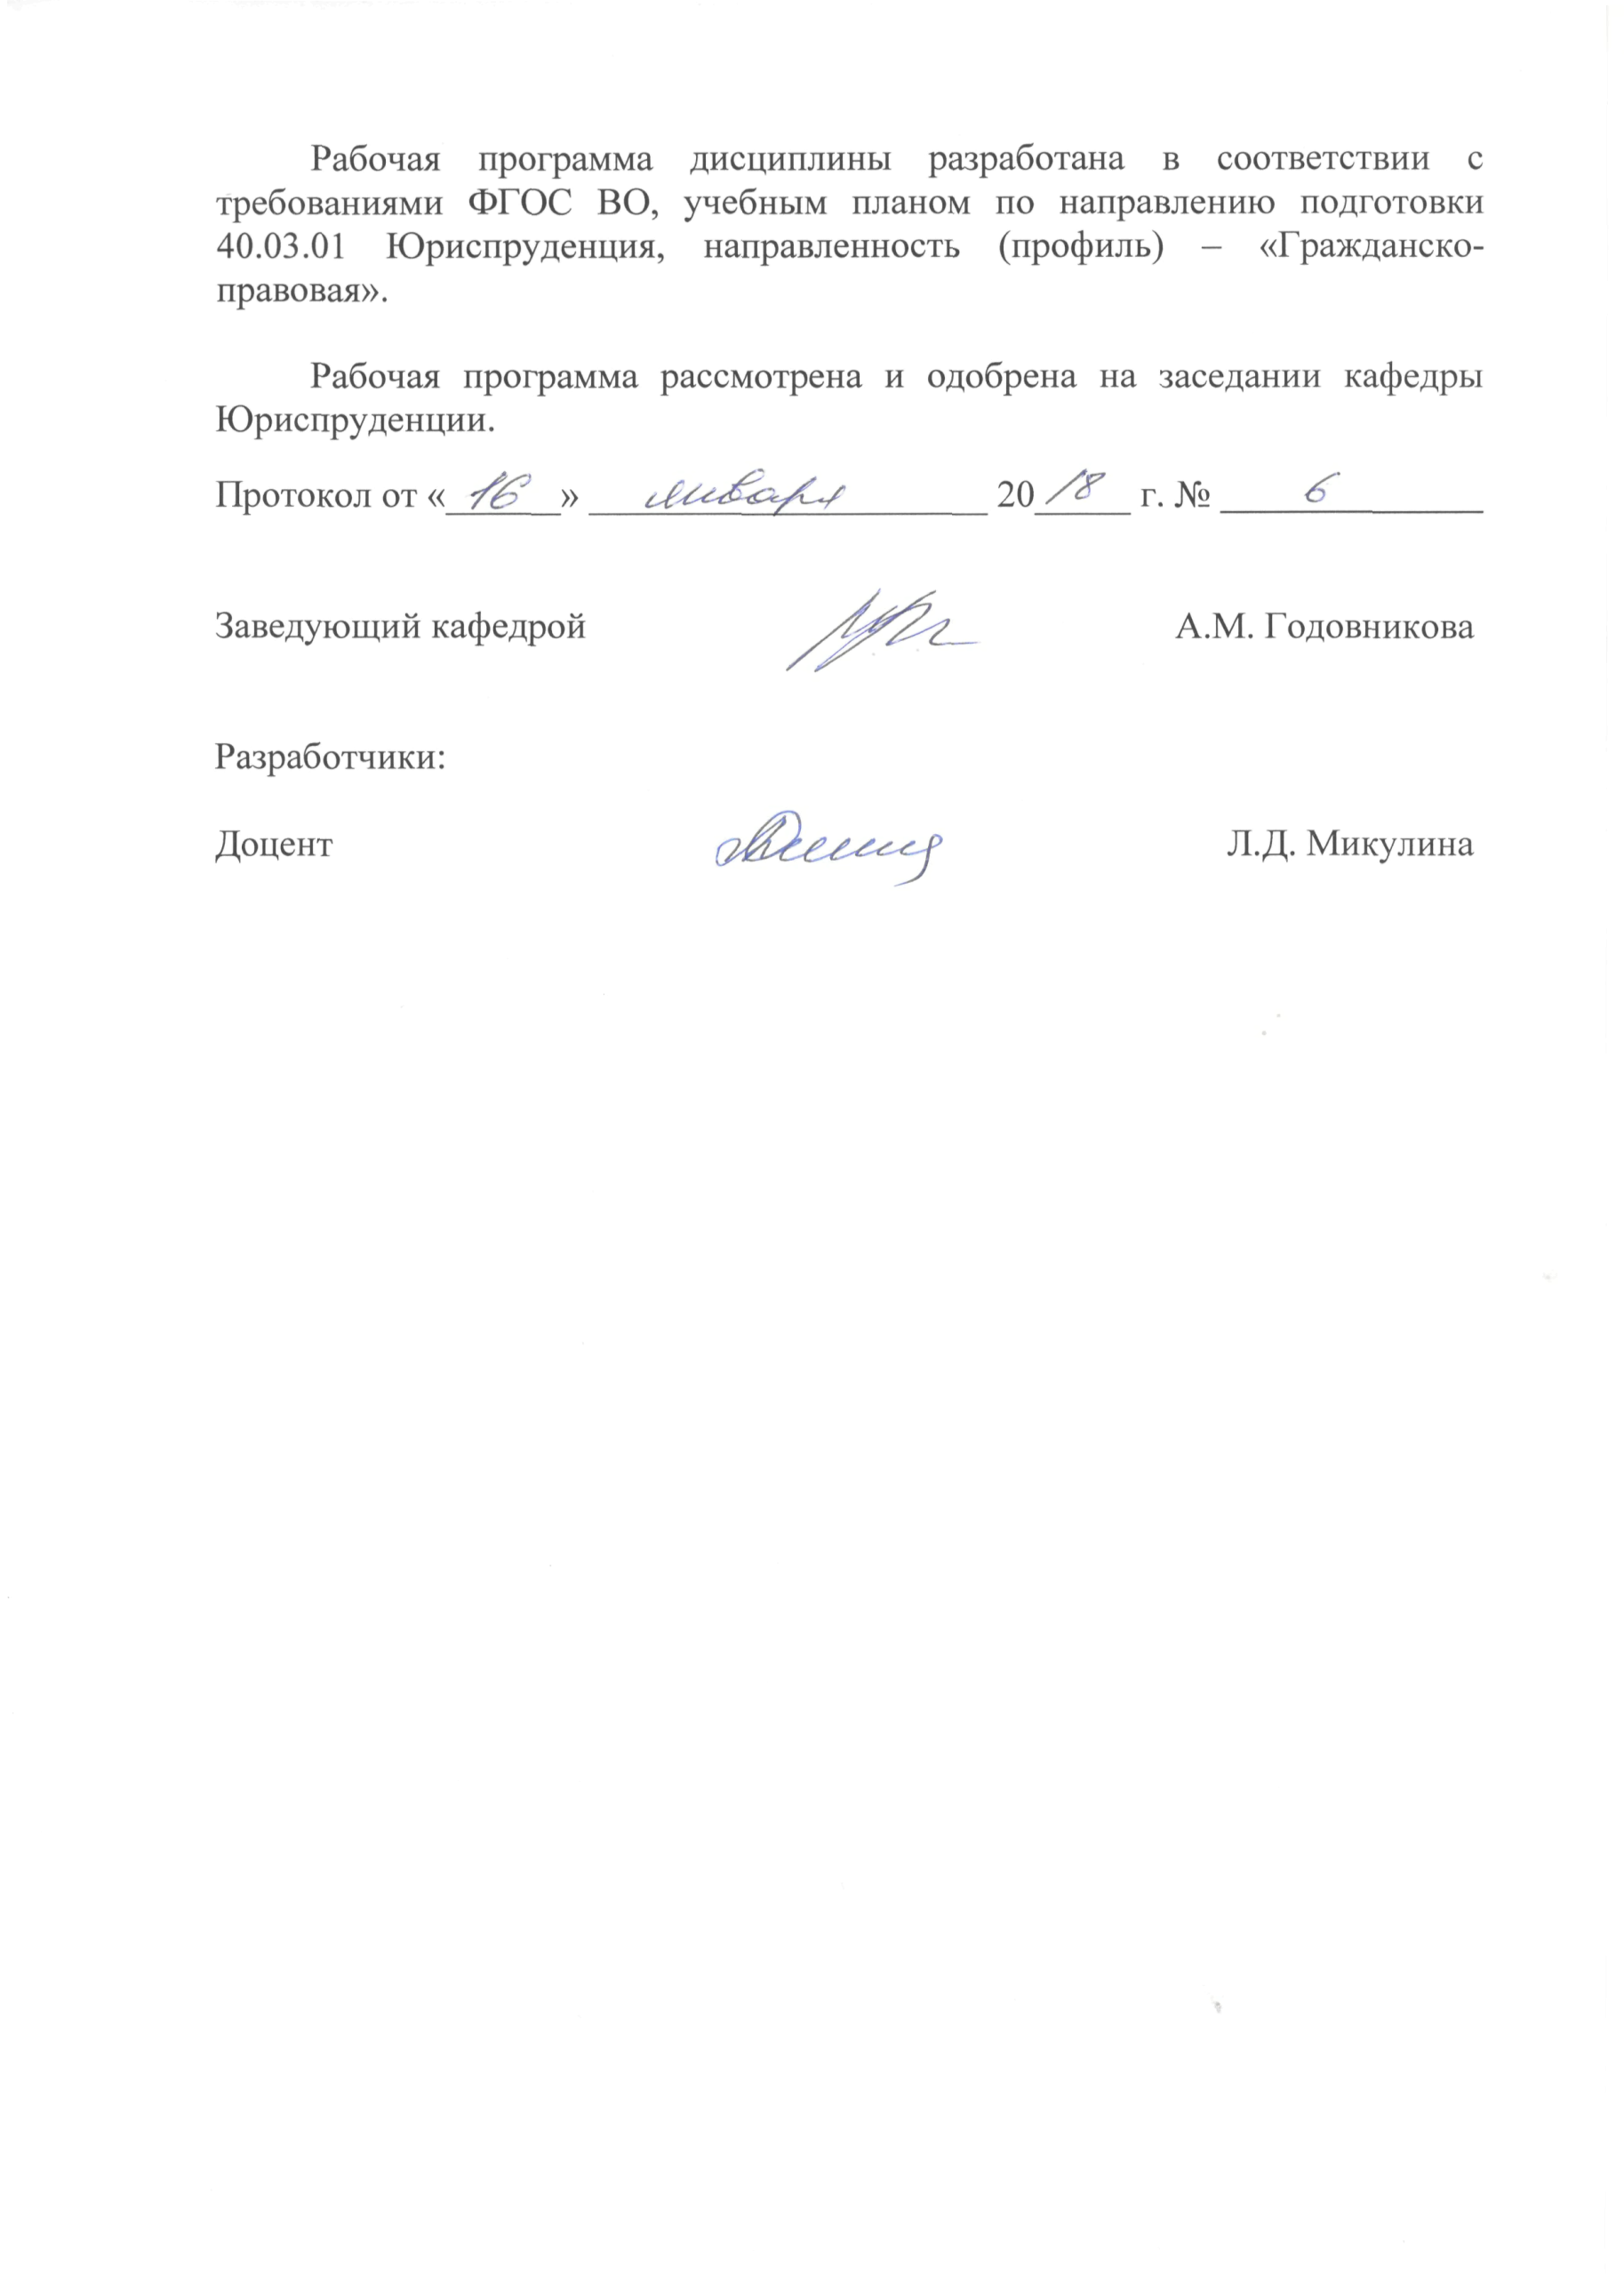 Рабочая программа дисциплины разработана в соответствии с
требованиями ФГОС ВО, учебным планом по направлению подготовки
40.03.01 Юриспруденция, направленность (профиль) – «Гражданско-
правовая».
Рабочая программа рассмотрена и одобрена на заседании кафедры
Юриспруденции.
Протокол от «16» января 2018 г. № 6
Заведующий кафедрой А.М. Годовникова
Разработчики:
Доцент Л.Д. Микулина